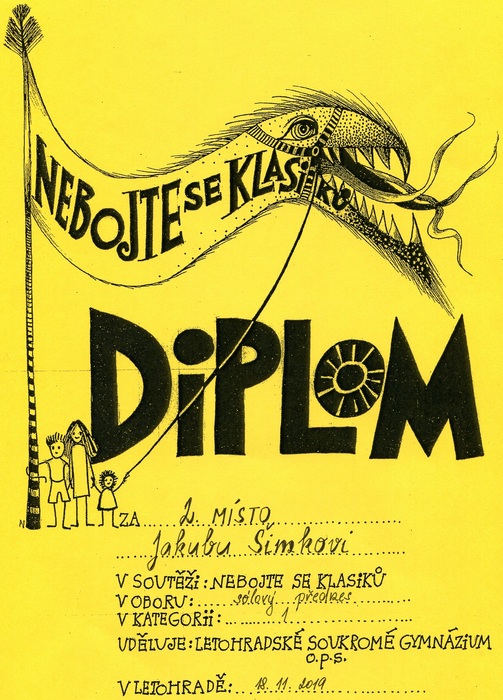 NEBOJTE SE KLASIKŮ
DiPLOM
ZA 2. MÍSTO
Jakubu Šimkovi
V SOUTĚŽI: NEBOJTE SE KLASIKŮ
V OBORU: sólový přednes
V KATEGORII: 1
UDĚLUJE: LETOHRADSKÉ SOUKROMÉ GYMNÁZIUM
O.P.S.
V LETOHRADĚ: 18. 11. 2019